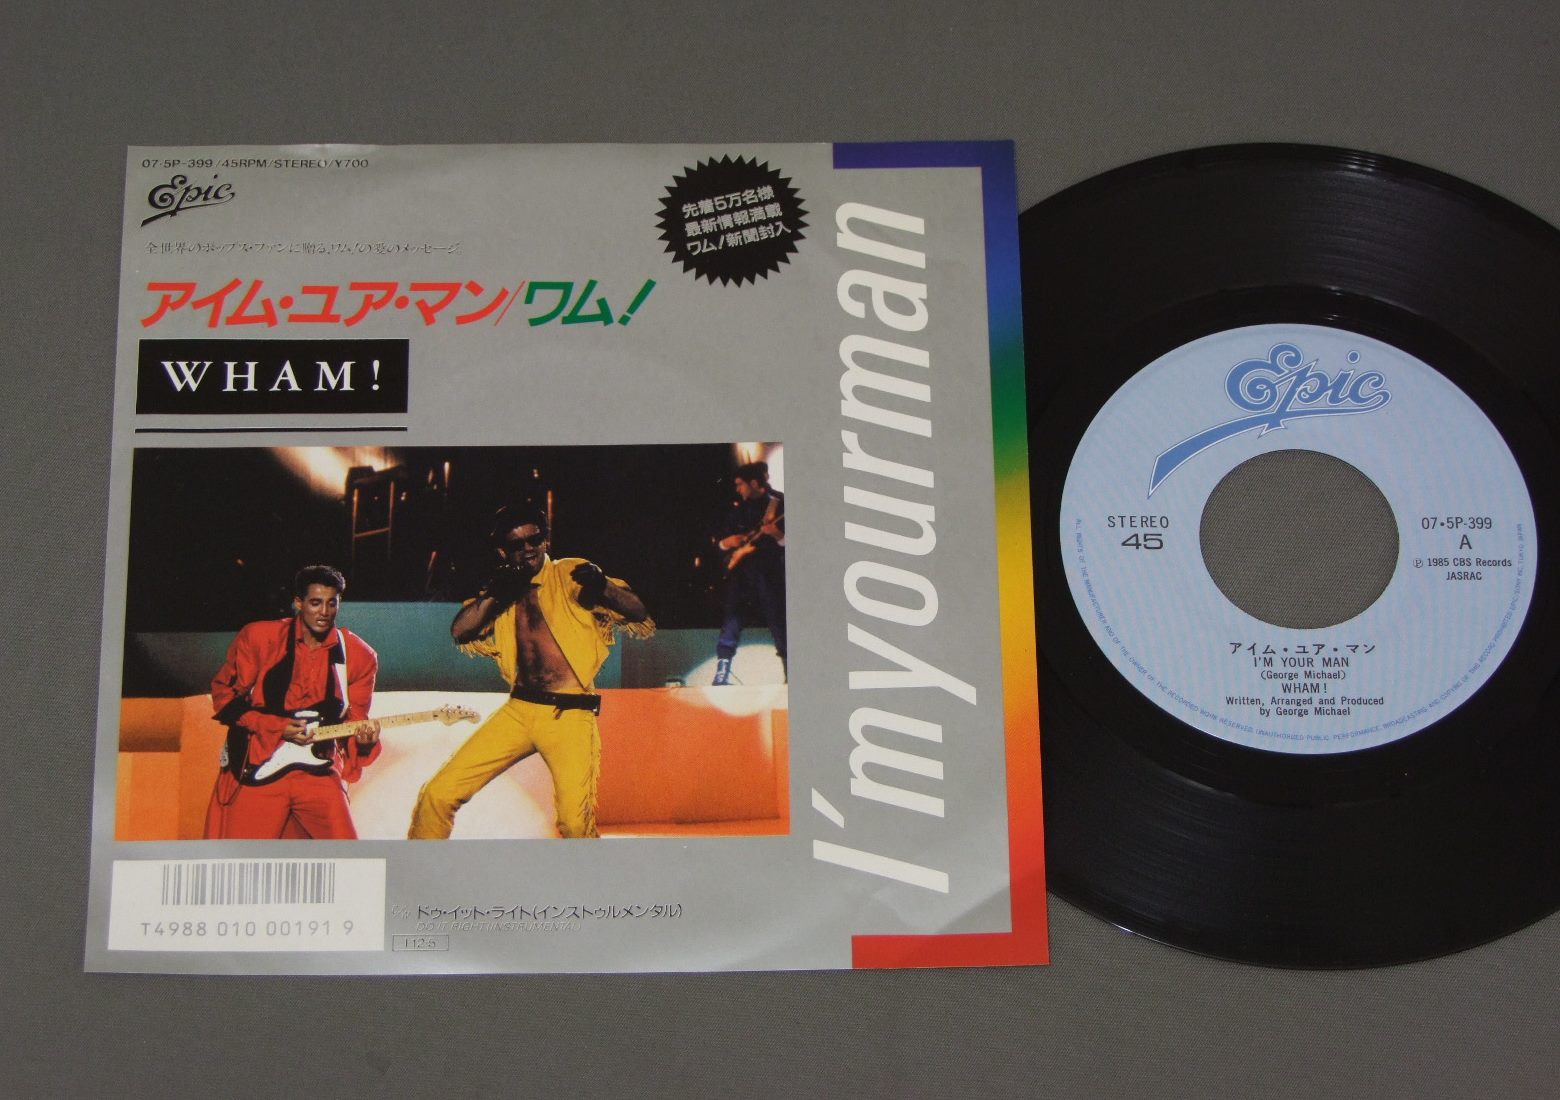 07・5P-399/45RPM/STEREO/¥700
Epic
全世界のポップス・ファンに贈る、ワム!の愛のメッセージ。
アイム・ユア・マン/ワム!
WHAM!
先着5万名様
最新情報満載
ワム!新聞封入
I'm your man
T4988 010 00191 9
c/w ドゥ・イット・ライト(インストゥルメンタル)
DO IT RIGHT(INSTRUMENTAL)
Epic
STEREO
45
07・5P-399
A
Ⓟ 1985 CBS Records
JASRAC
アイム・ユア・マン
I'M YOUR MAN
(George Michael)
WHAM!
Written, Arranged and Produced
by George Michael